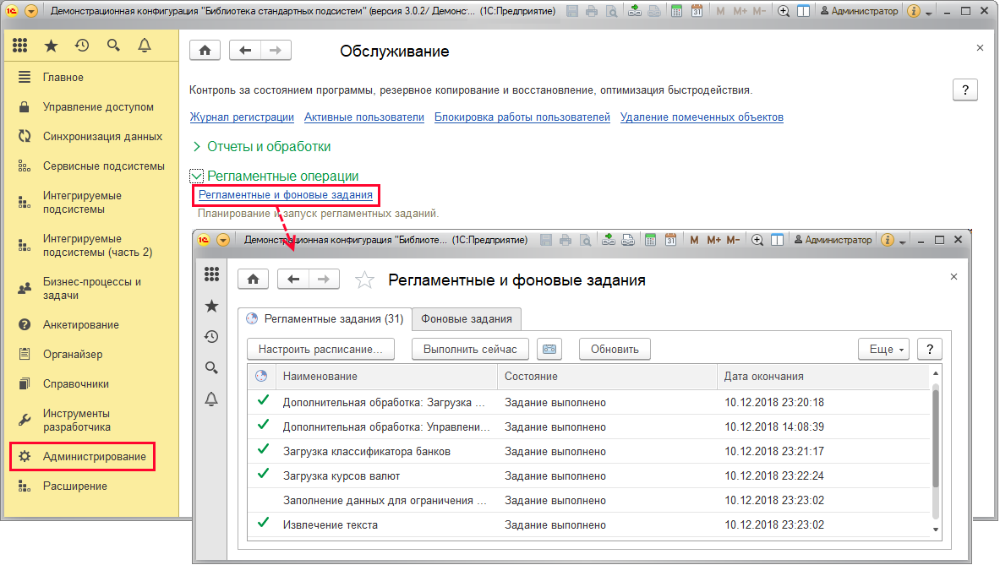 Демонстрационная конфигурация "Библиотека стандартных подсистем" (версия 3.0.2/ Демонст... (1С:Предприятие)
M M+ M- Администратор
Обслуживание
Контроль за состоянием программы, резервное копирование и восстановление, оптимизация быстродействия.
?
Журнал регистрации Активные пользователи Блокировка работы пользователей Удаление помеченных объектов
Отчеты и обработки
Регламентные операции
Регламентные и фоновые задания
Планирование и запуск регламентных заданий.
Главное
Управление доступом
Синхронизация данных
Сервисные подсистемы
Интегрируемые
подсистемы
Интегрируемые
подсистемы (часть 2)
Бизнес-процессы и
задачи
Анкетирование
Органайзер
Справочники
Инструменты
разработчика
Администрирование
Расширение
Демонстрационная конфигурация "Библиоте... (1С:Предприятие)
M M+ M- Администратор
Регламентные и фоновые задания
Регламентные задания (31) Фоновые задания
Настроить расписание... Выполнить сейчас Обновить Еще ?
Наименование Состояние Дата окончания
Дополнительная обработка: Загрузка ... Задание выполнено 10.12.2018 23:20:18
Дополнительная обработка: Управлени... Задание выполнено 10.12.2018 14:08:39
Загрузка классификатора банков Задание выполнено 10.12.2018 23:21:17
Загрузка курсов валют Задание выполнено 10.12.2018 23:22:24
Заполнение данных для ограничения ... Задание выполнено 10.12.2018 23:23:02
Извлечение текста Задание выполнено 10.12.2018 23:23:02